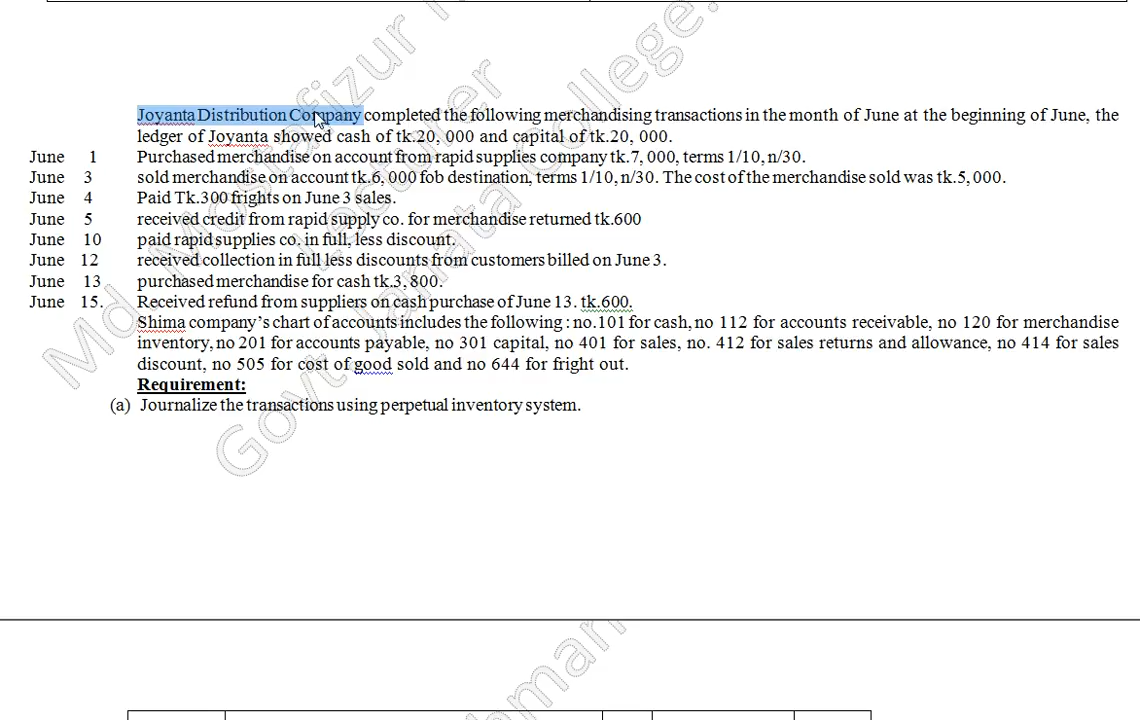 Joyanta Distribution Company completed the following merchandising transactions in the month of June at the beginning of June, the
ledger of Joyanta showed cash of tk.20, 000 and capital of tk.20, 000.
June 1 Purchased merchandise on account from rapid supplies company tk.7, 000, terms 1/10, n/30.
June 3 sold merchandise on account tk.6, 000 fob destination, terms 1/10, n/30. The cost of the merchandise sold was tk.5, 000.
June 4 Paid Tk.300 frights on June 3 sales.
June 5 received credit from rapid supply co. for merchandise returned tk.600
June 10 paid rapid supplies co. in full, less discount.
June 12 received collection in full less discounts from customers billed on June 3.
June 13 purchased merchandise for cash tk.3, 800.
June 15. Received refund from suppliers on cash purchase of June 13. tk.600.
Shima company's chart of accounts includes the following : no.101 for cash, no 112 for accounts receivable, no 120 for merchandise
inventory, no 201 for accounts payable, no 301 capital, no 401 for sales, no. 412 for sales returns and allowance, no 414 for sales
discount, no 505 for cost of good sold and no 644 for fright out.
Requirement:
(a) Journalize the transactions using perpetual inventory system.
Md. Mostafizur
Lecturer
Govt. Janata College.